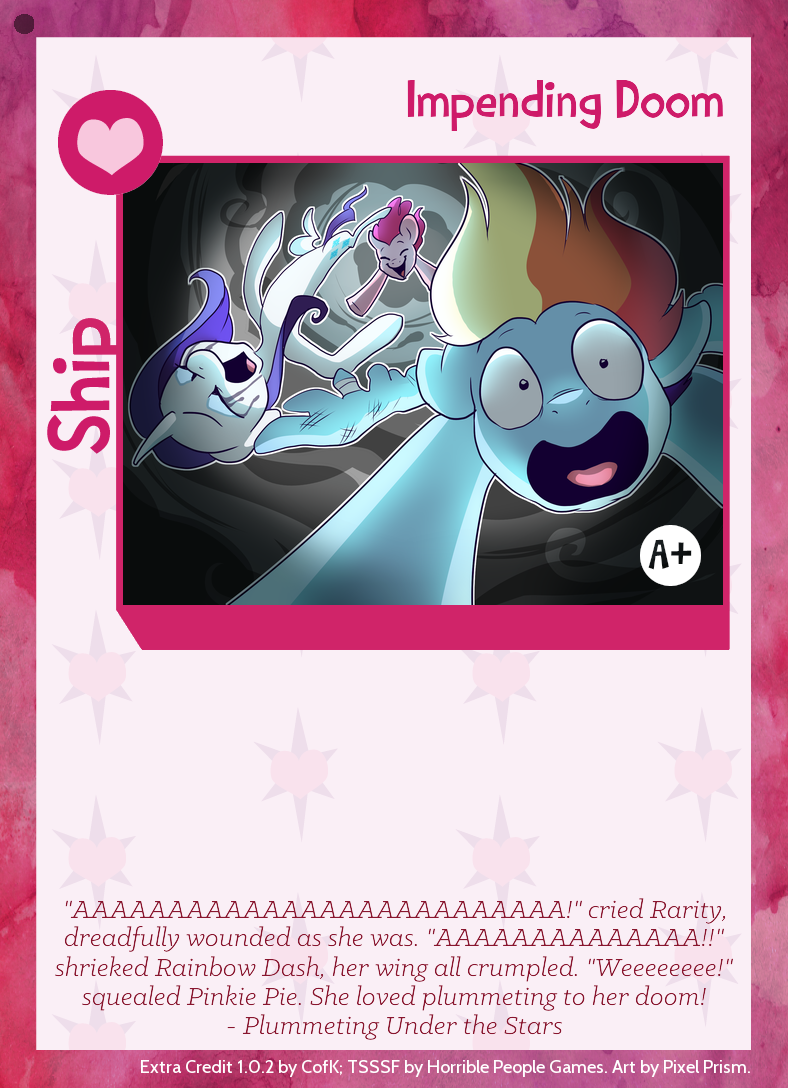 Impending Doom
Ship
A+
"AAAAAAAAAAAAAAAAAAAAAAAAAAA!" cried Rarity,
dreadfully wounded as she was. "AAAAAAAAAAAAAA!!"
shrieked Rainbow Dash, her wing all crumpled. "Weeeeeeee!"
squealed Pinkie Pie. She loved plummeting to her doom!
- Plummeting Under the Stars
Extra Credit 1.0.2 by CofK; TSSSF by Horrible People Games. Art by Pixel Prism.